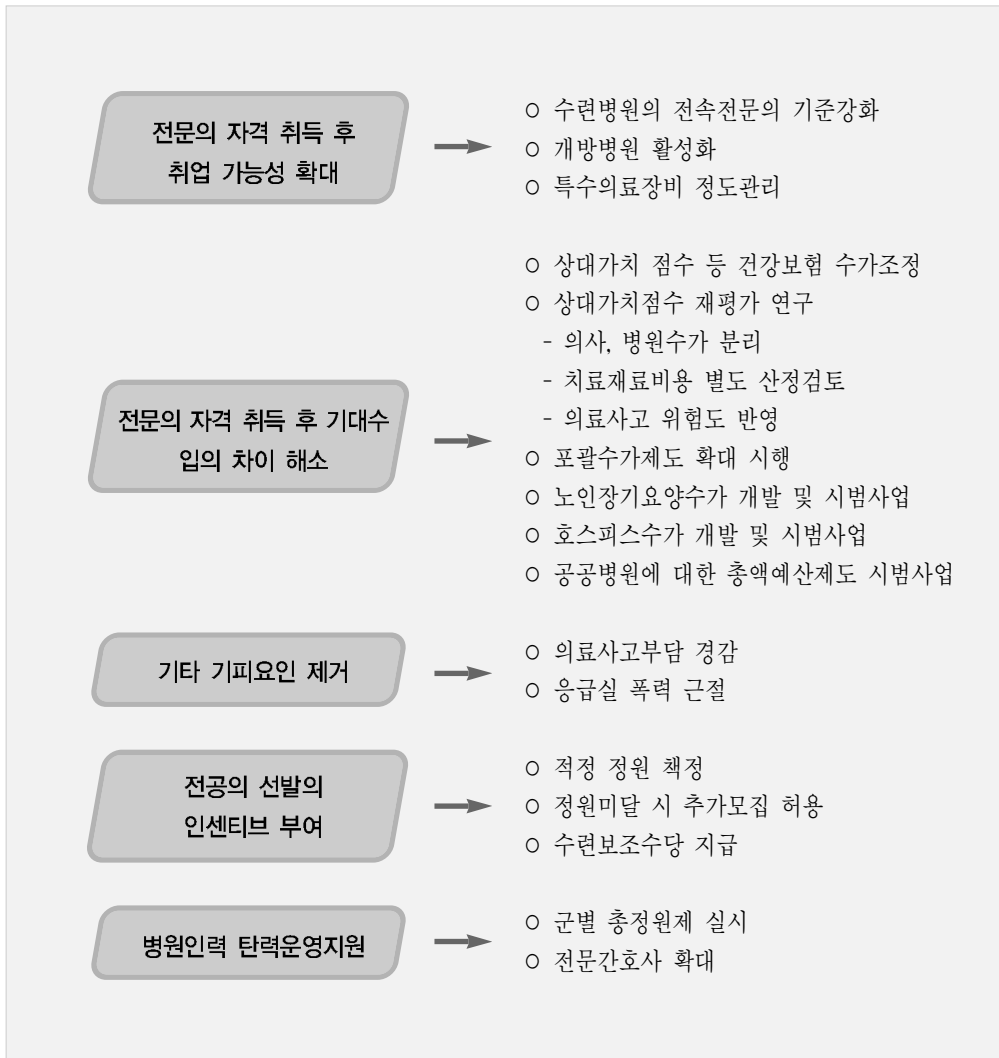 전문의 자격 취득 후
취업 가능성 확대
○ 수련병원의 전속전문의 기준강화
○ 개방병원 활성화
○ 특수의료장비 정도관리
전문의 자격 취득 후 기대수
입의 차이 해소
○ 상대가치 점수 등 건강보험 수가조정
○ 상대가치점수 재평가 연구
- 의사, 병원수가 분리
- 치료재료비용 별도 산정검토
- 의료사고 위험도 반영
○ 포괄수가제도 확대 시행
○ 노인장기요양수가 개발 및 시범사업
○ 호스피스수가 개발 및 시범사업
○ 공공병원에 대한 총액예산제도 시범사업
기타 기피요인 제거
○ 의료사고부담 경감
○ 응급실 폭력 근절
전공의 선발의
인센티브 부여
○ 적정 정원 책정
○ 정원미달 시 추가모집 허용
○ 수련보조수당 지급
병원인력 탄력운영지원
○ 군별 총정원제 실시
○ 전문간호사 확대